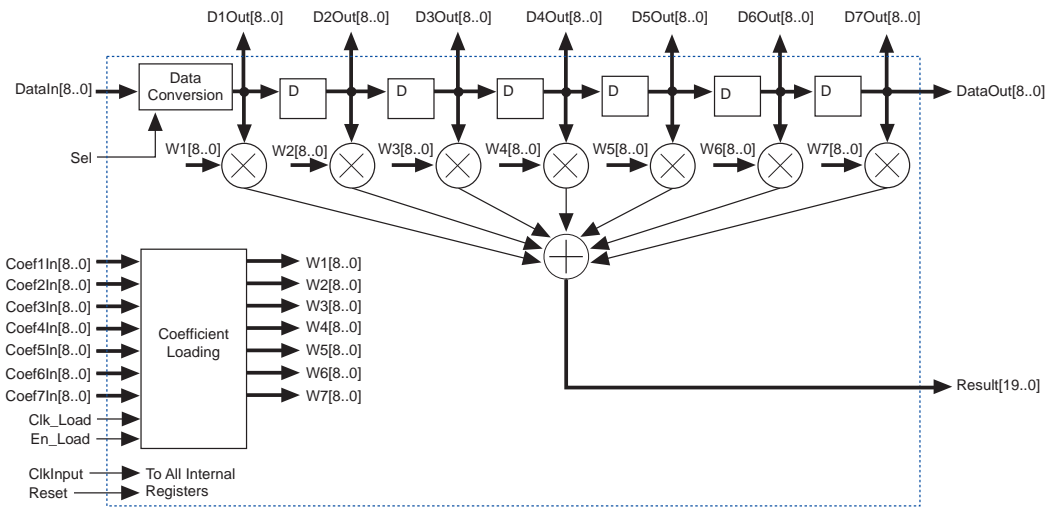 D1Out[8..0] D2Out[8..0] D3Out[8..0] D4Out[8..0] D5Out[8..0] D6Out[8..0] D7Out[8..0]
DataIn[8..0]
Data
Conversion
D D D D D D
DataOut[8..0]
Sel
W1[8..0] W2[8..0] W3[8..0] W4[8..0] W5[8..0] W6[8..0] W7[8..0]
Coef1In[8..0]
Coef2In[8..0]
Coef3In[8..0]
Coef4In[8..0]
Coef5In[8..0]
Coef6In[8..0]
Coef7In[8..0]
Clk_Load
En_Load
Coefficient
Loading
W1[8..0]
W2[8..0]
W3[8..0]
W4[8..0]
W5[8..0]
W6[8..0]
W7[8..0]
Result[19..0]
ClkInput
Reset
To All Internal
Registers